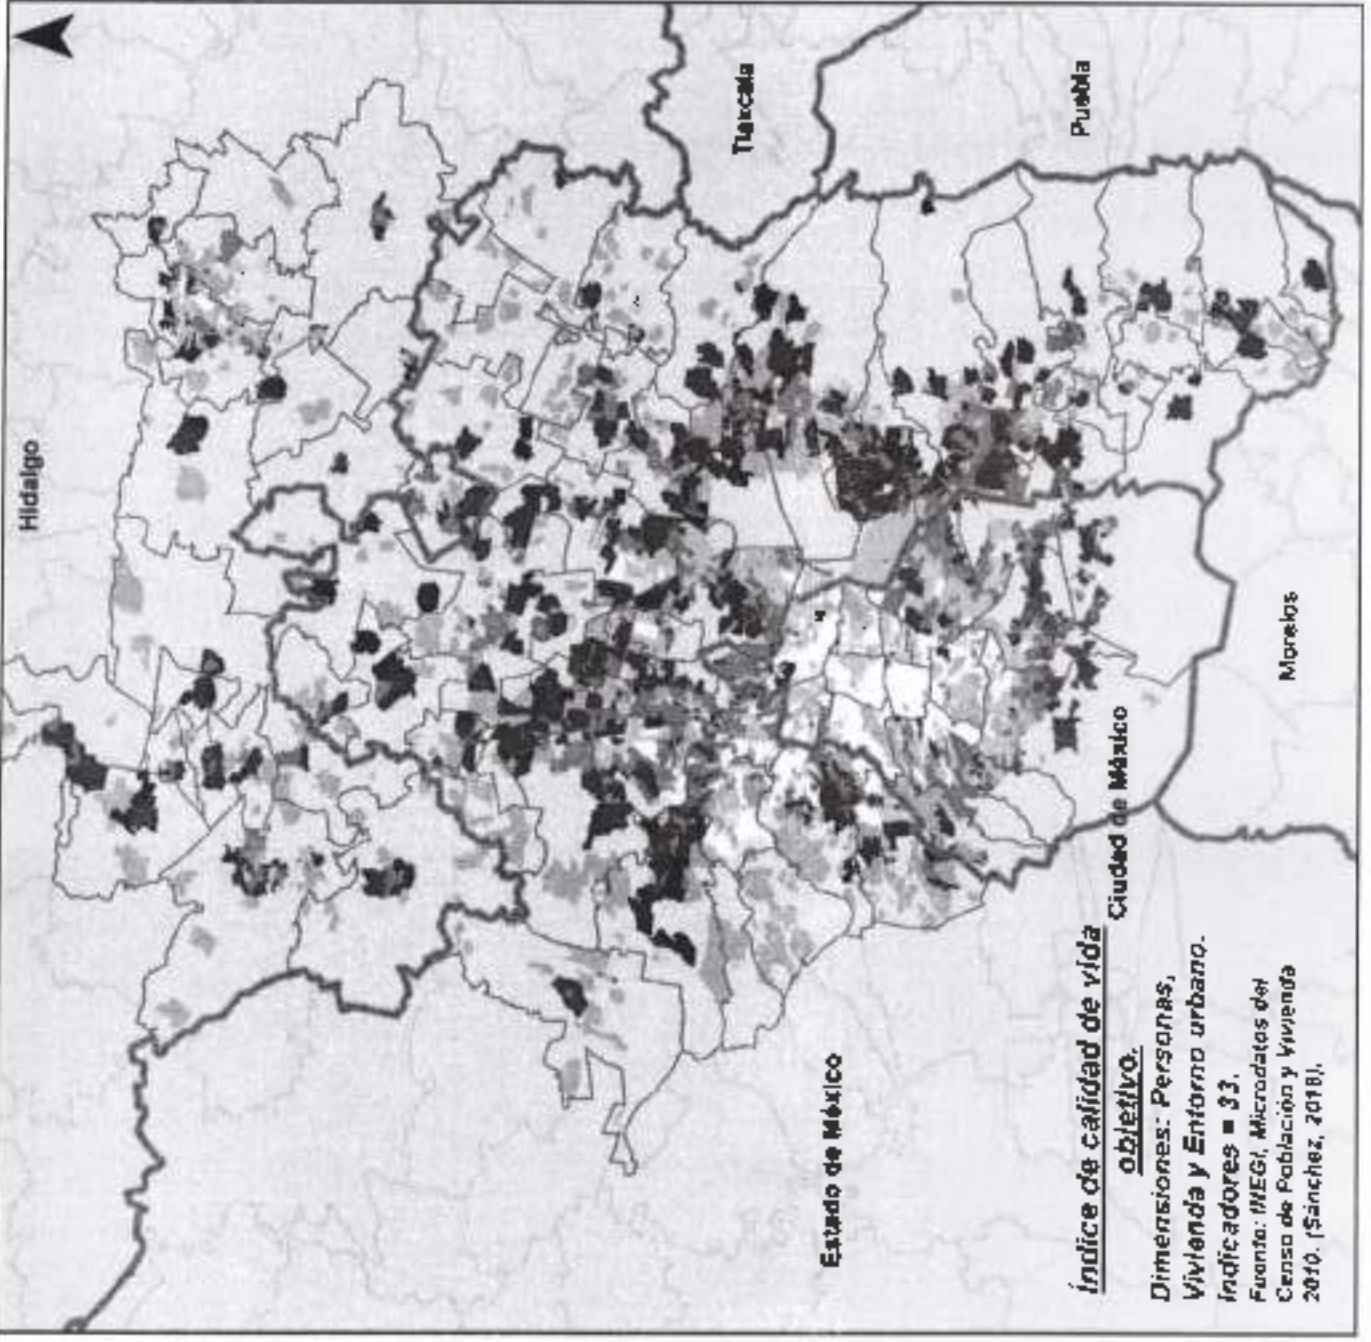 Hidalgo
Tlaxcala
Puebla
Morelos
Ciudad de México
Estado de México
Índice de calidad de vida
objetivo.
Dimensiones: Personas,
Vivienda y Entorno urbano.
Indicadores = 33.
Fuente: INEGI, Microdatos del
Censo de Población y Vivienda
2010. (Sánchez, 2018).